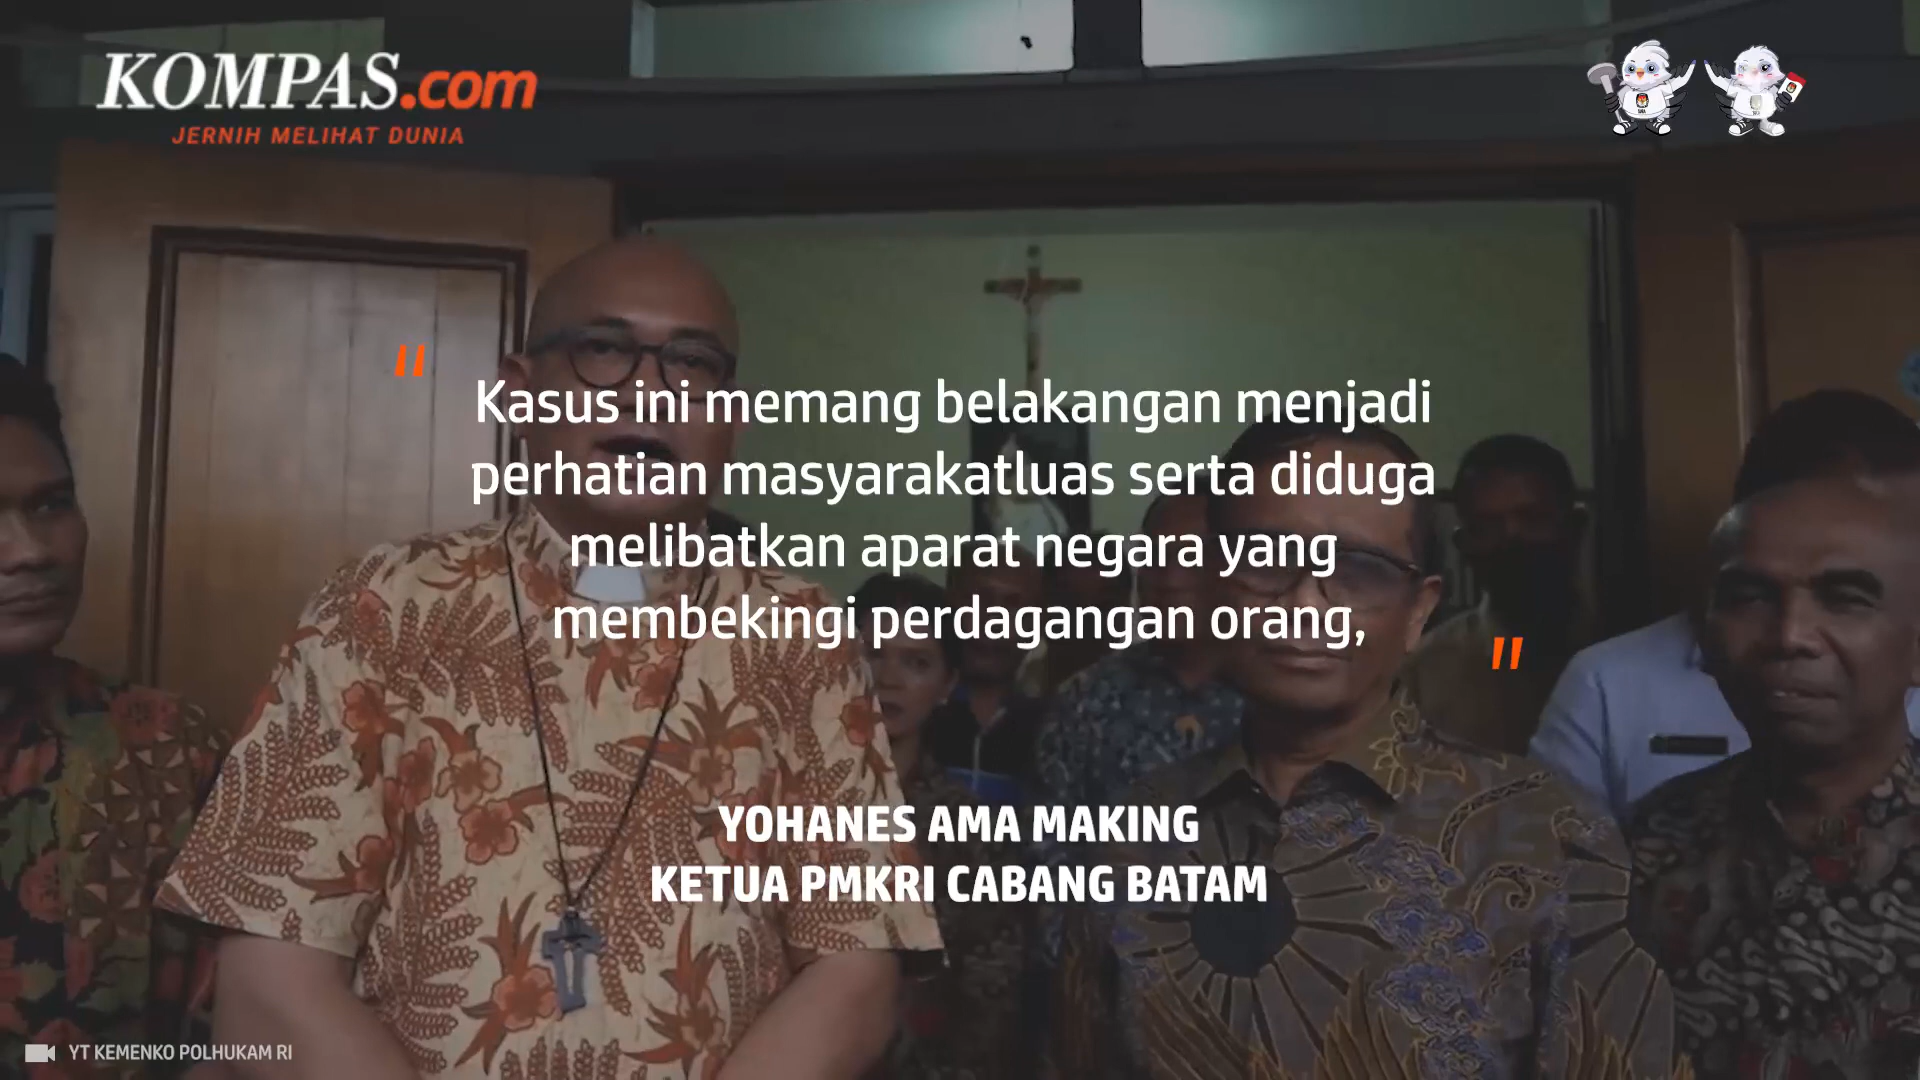 KOMPAS.com
JERNIH MELIHAT DUNIA
" Kasus ini memang belakangan menjadi
perhatian masyarakatluas serta diduga
melibatkan aparat negara yang
membekingi perdagangan orang, "
YOHANES AMA MAKING
KETUA PMKRI CABANG BATAM
YT KEMENKO POLHUKAM RI